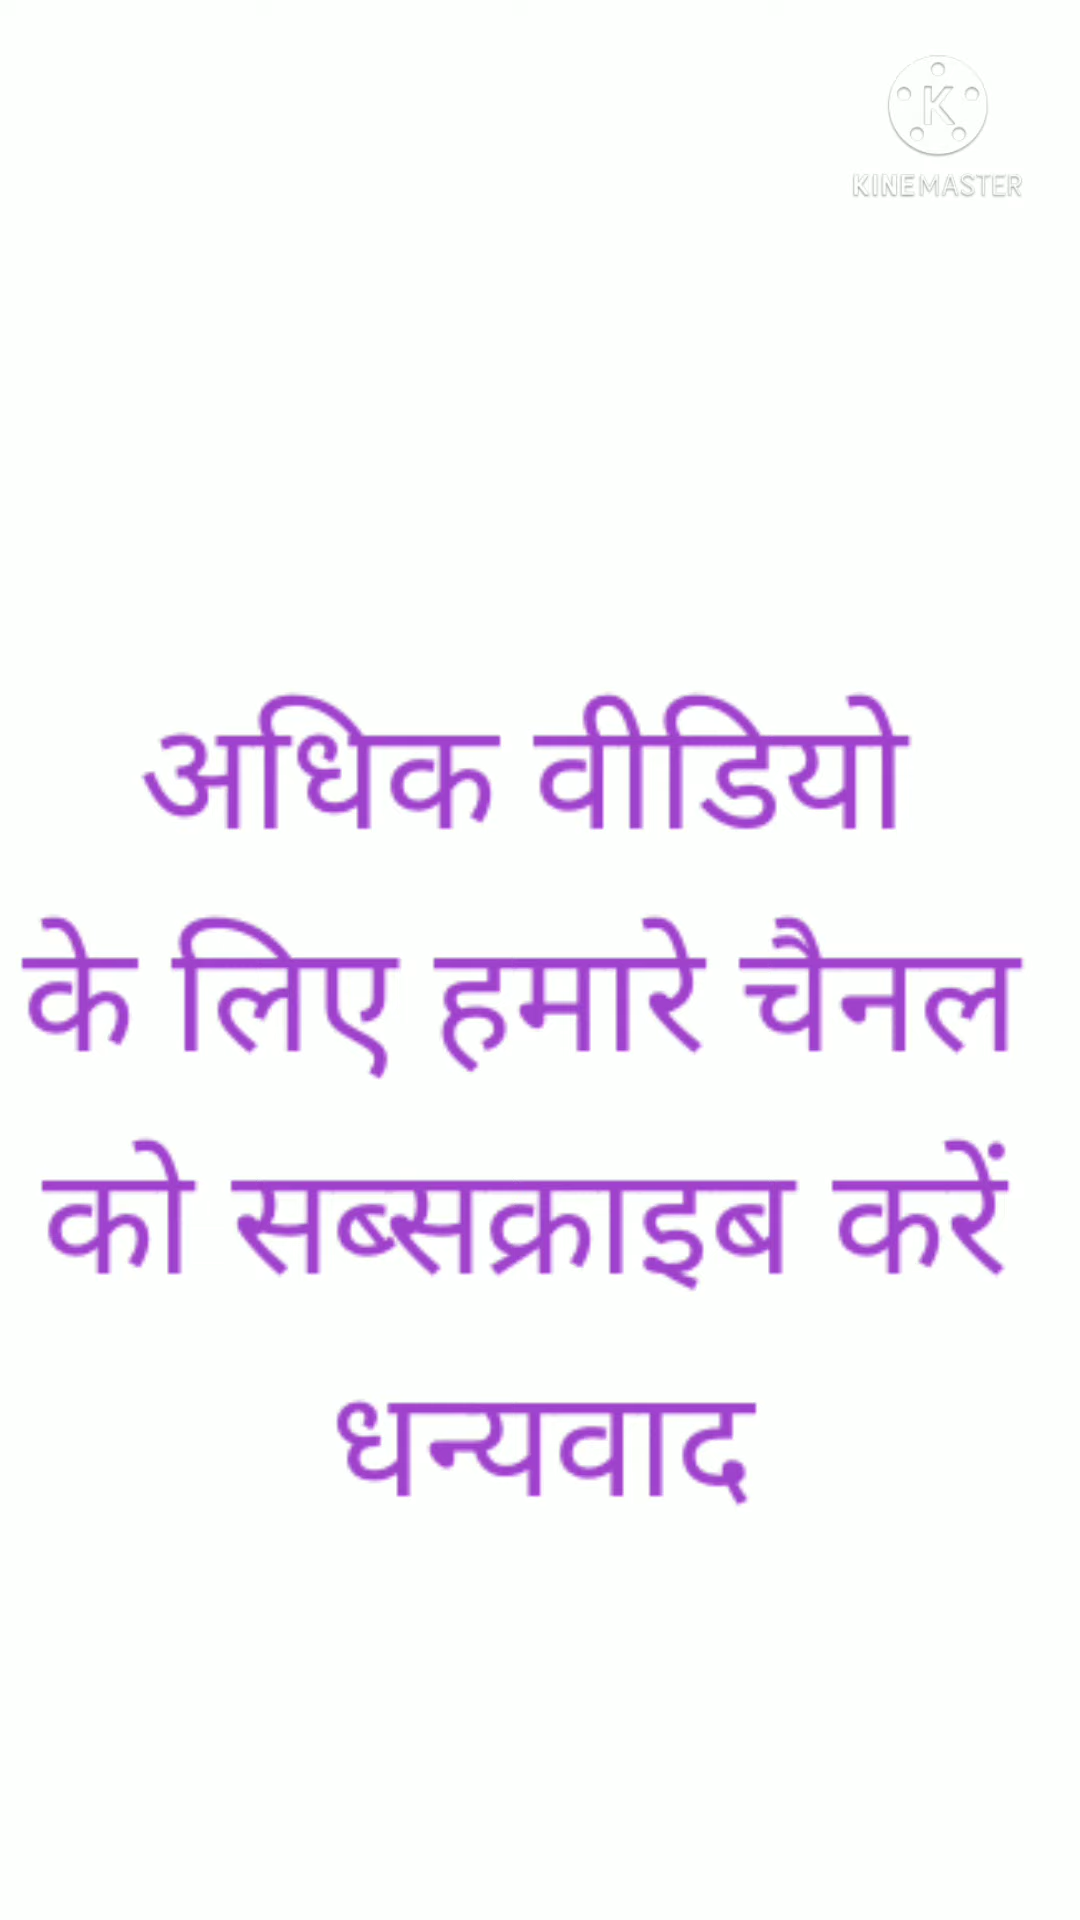 KINEMASTER
अधिक वीडियो
के लिए हमारे चैनल
को सब्सक्राइब करें
धन्यवाद